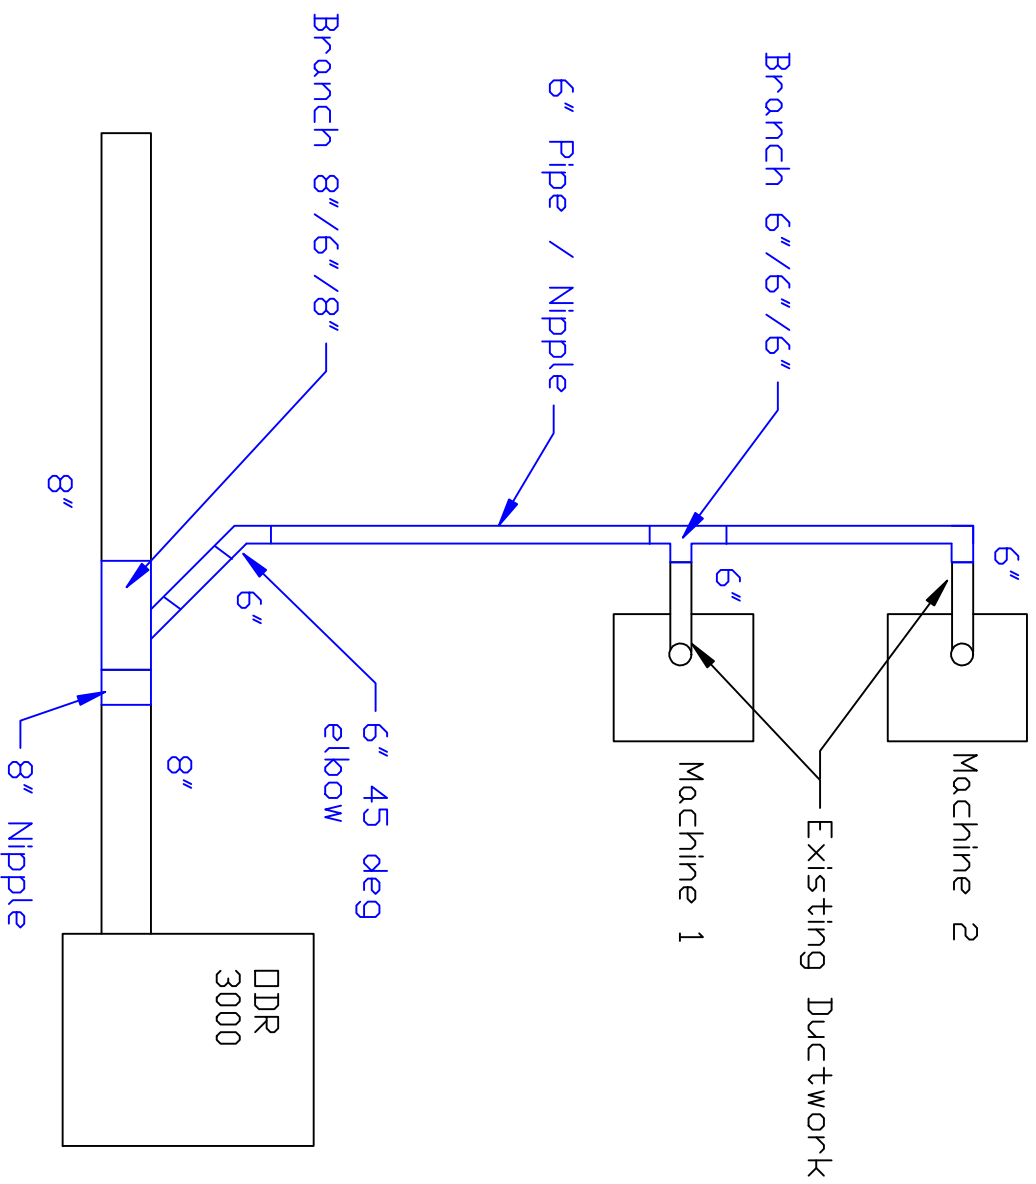 Machine 2
Existing Ductwork
6″
Branch 6″/6″/6″
6″
Machine 1
6″ Pipe / Nipple
6″ 45 deg
elbow
Branch 8″/6″/8″
6″
ODR
3000
8″
8″
8″ Nipple